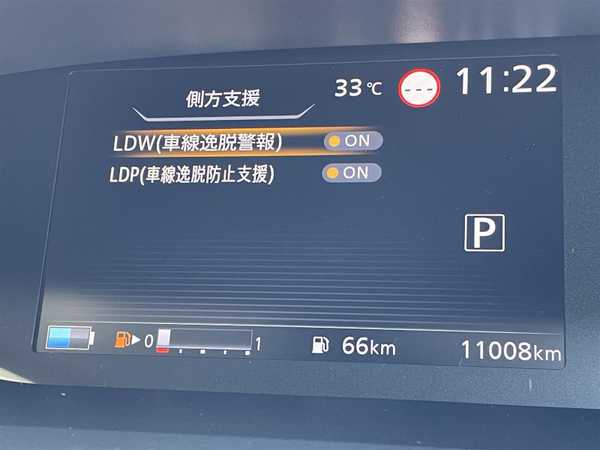 側方支援
33℃
---
11:22
LDW(車線逸脱警報) ON
LDP(車線逸脱防止支援) ON
P
0 1
66km
11008km